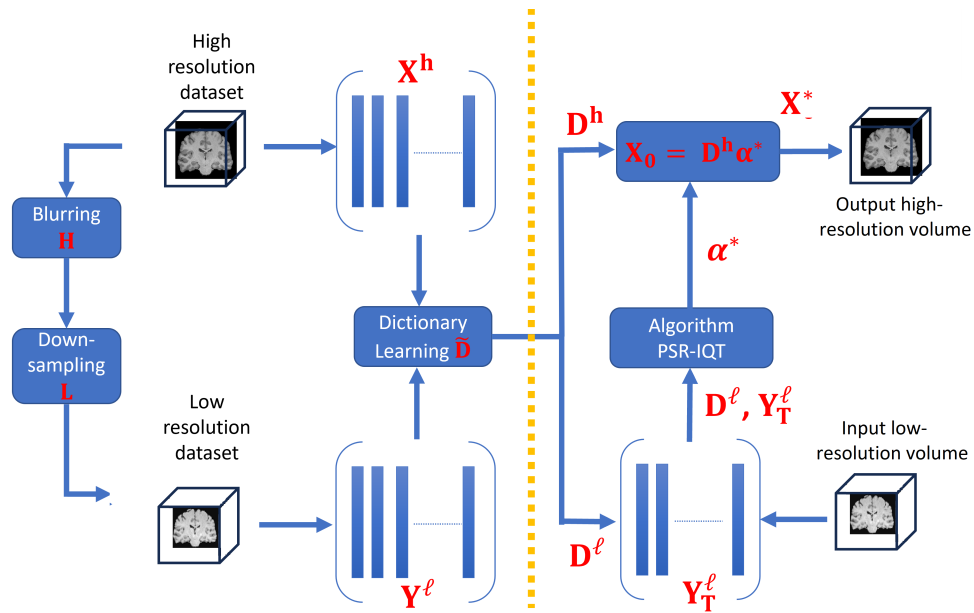 High
resolution
dataset
X^h
Blurring
H
Down-
sampling
L
Low
resolution
dataset
Dictionary
Learning D̃
Y^ℓ
D^h
X_0 = D^h α^*
X^*_-
Output high-
resolution volume
α^*
Algorithm
PSR-IQT
D^ℓ, Y_T^ℓ
Input low-
resolution volume
D^ℓ
Y_T^ℓ